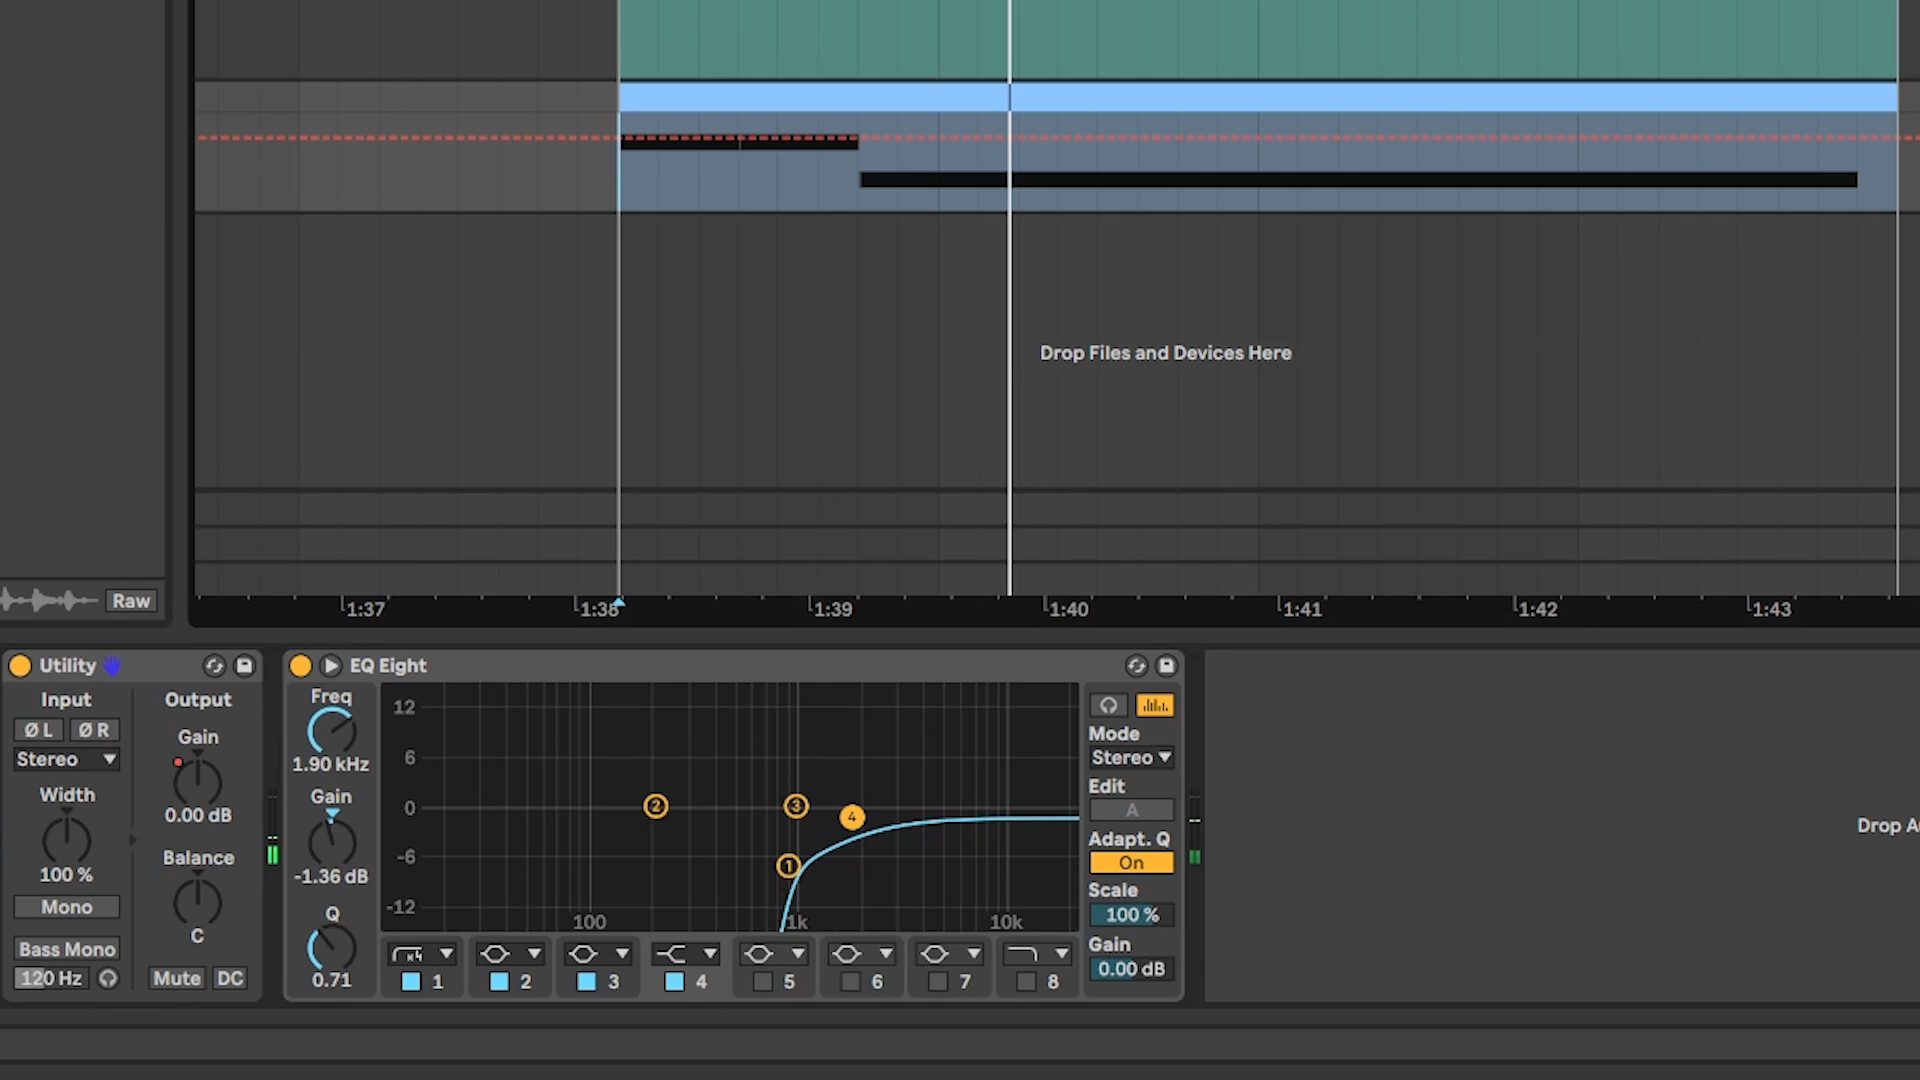 Drop Files and Devices Here
Raw
1:37
1:38
1:39
1:40
1:41
1:42
1:43
Utility
Input
Ø L
Ø R
Stereo
Width
100 %
Mono
Bass Mono
120 Hz
Output
Gain
0.00 dB
Balance
C
Mute
DC
EQ Eight
Freq
1.90 kHz
Gain
-1.36 dB
Q
0.71
12
6
0
-6
-12
100
1k
10k
2
3
4
1
x4
1
2
3
4
5
6
7
8
Mode
Stereo
Edit
A
Adapt. Q
On
Scale
100 %
Gain
0.00 dB
Drop